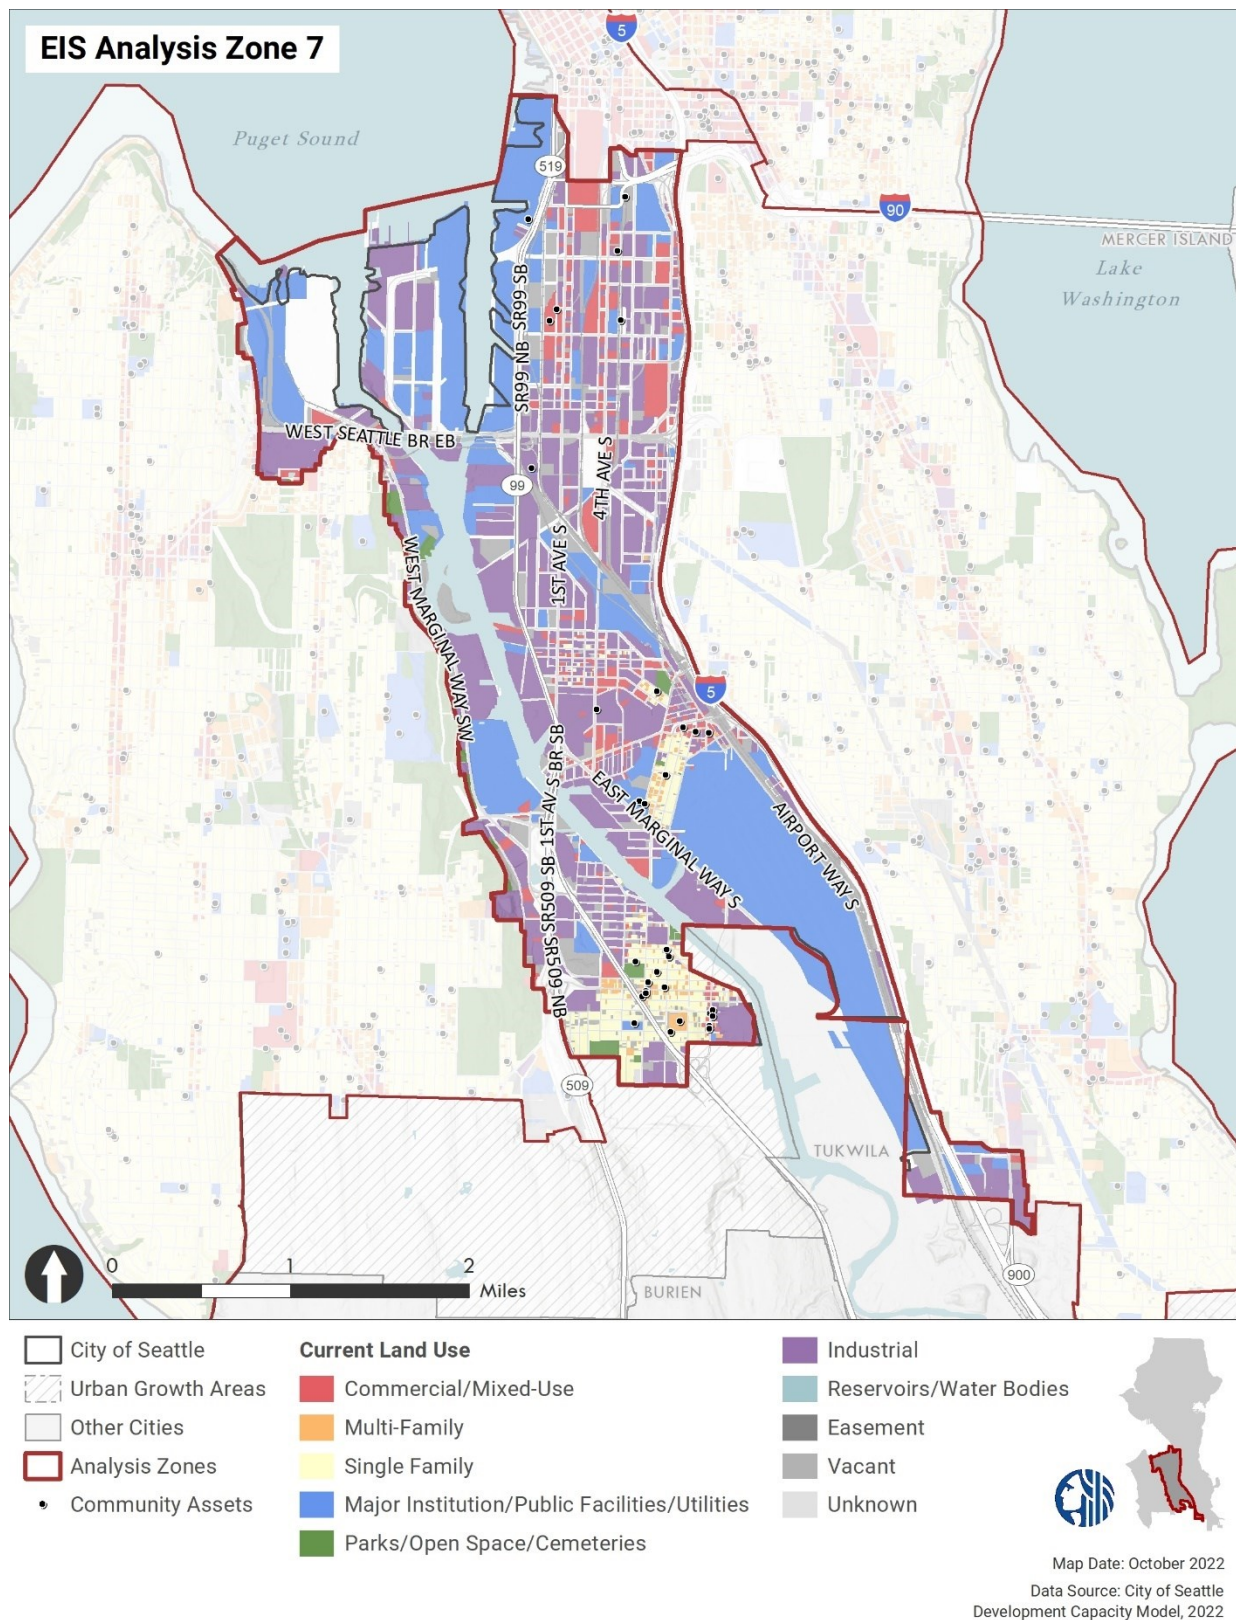 EIS Analysis Zone 7
5
Puget Sound
519
90
MERCER ISLAND
Lake
Washington
SR99 NB SR99 SB
WEST SEATTLE BR EB
4TH AVE S
99
1ST AVE S
WEST MARGINAL WAY SW
5
1ST AV S BR SB
EAST MARGINAL WAY S
AIRPORT WAY S
SR509 SB
SR509 NB
509
TUKWILA
0 1 2
Miles
BURIEN
900
City of Seattle
Urban Growth Areas
Other Cities
Analysis Zones
Community Assets
Current Land Use
Commercial/Mixed-Use
Multi-Family
Single Family
Major Institution/Public Facilities/Utilities
Parks/Open Space/Cemeteries
Industrial
Reservoirs/Water Bodies
Easement
Vacant
Unknown
Map Date: October 2022
Data Source: City of Seattle
Development Capacity Model, 2022